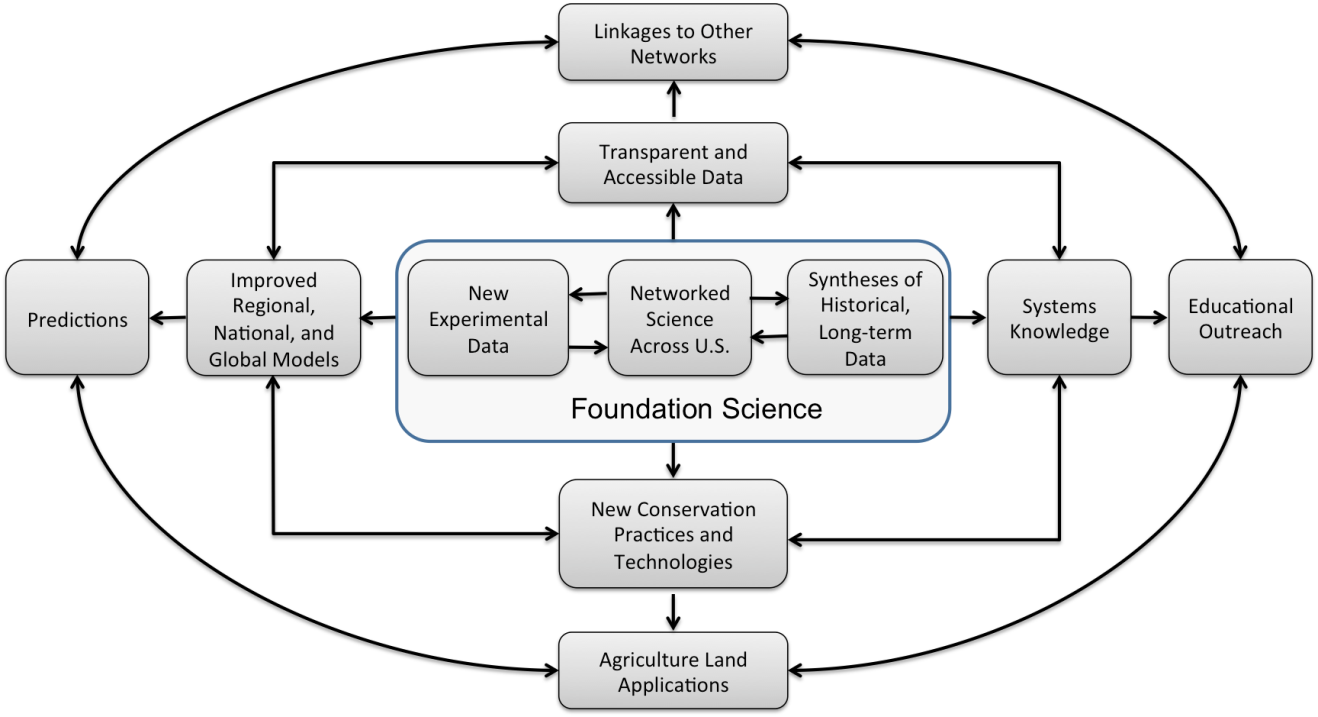 Linkages to Other
Networks
Transparent and
Accessible Data
Predictions
Improved
Regional,
National, and
Global Models
New
Experimental
Data
Networked
Science
Across U.S.
Syntheses of
Historical,
Long-term
Data
Systems
Knowledge
Educational
Outreach
Foundation Science
New Conservation
Practices and
Technologies
Agriculture Land
Applications